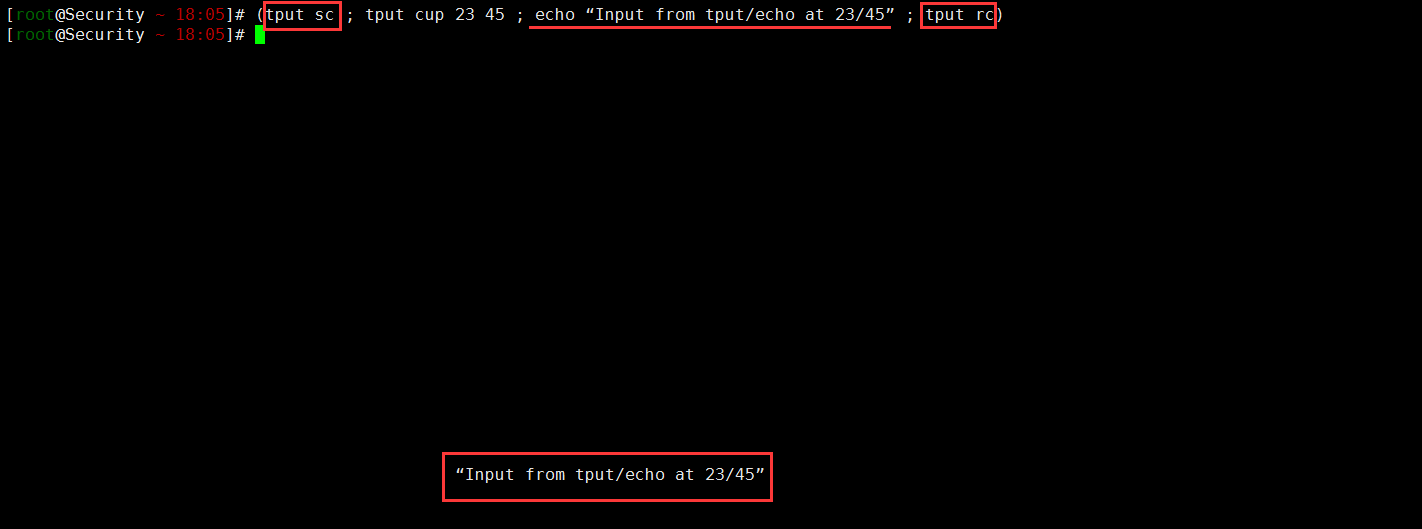 [root@Security ~ 18:05]# (tput sc ; tput cup 23 45 ; echo “Input from tput/echo at 23/45” ; tput rc)
[root@Security ~ 18:05]#
“Input from tput/echo at 23/45”